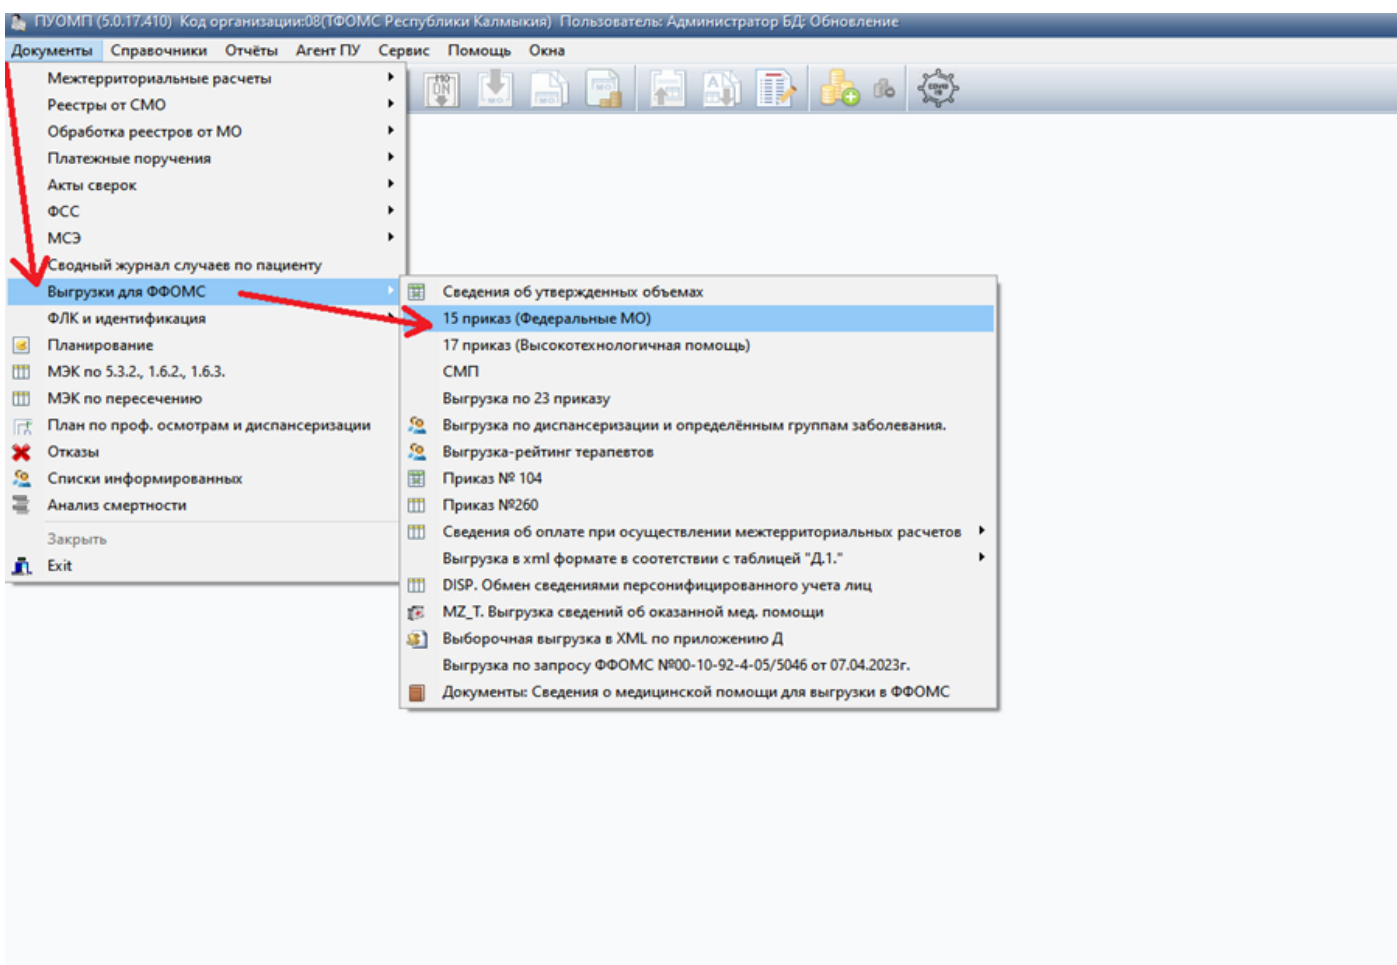 ПУОМП (5.0.17.410) Код организации:08(ТФОМС Республики Калмыкия) Пользователь: Администратор БД: Обновление
Документы Справочники Отчёты Агент ПУ Сервис Помощь Окна
Межтерриториальные расчеты
Реестры от СМО
Обработка реестров от МО
Платежные поручения
Акты сверок
ФСС
МСЭ
Сводный журнал случаев по пациенту
Выгрузки для ФФОМС
ФЛК и идентификация
Планирование
МЭК по 5.3.2., 1.6.2., 1.6.3.
МЭК по пересечению
План по проф. осмотрам и диспансеризации
Отказы
Списки информированных
Анализ смертности
Закрыть
Exit
Сведения об утвержденных объемах
15 приказ (Федеральные МО)
17 приказ (Высокотехнологичная помощь)
СМП
Выгрузка по 23 приказу
Выгрузка по диспансеризации и определённым группам заболевания.
Выгрузка-рейтинг терапевтов
Приказ № 104
Приказ №260
Сведения об оплате при осуществлении межтерриториальных расчетов
Выгрузка в xml формате в соотетствии с таблицей "Д.1."
DISP. Обмен сведениями персонифицированного учета лиц
MZ_T. Выгрузка сведений об оказанной мед. помощи
Выборочная выгрузка в XML по приложению Д
Выгрузка по запросу ФФОМС №00-10-92-4-05/5046 от 07.04.2023г.
Документы: Сведения о медицинской помощи для выгрузки в ФФОМС